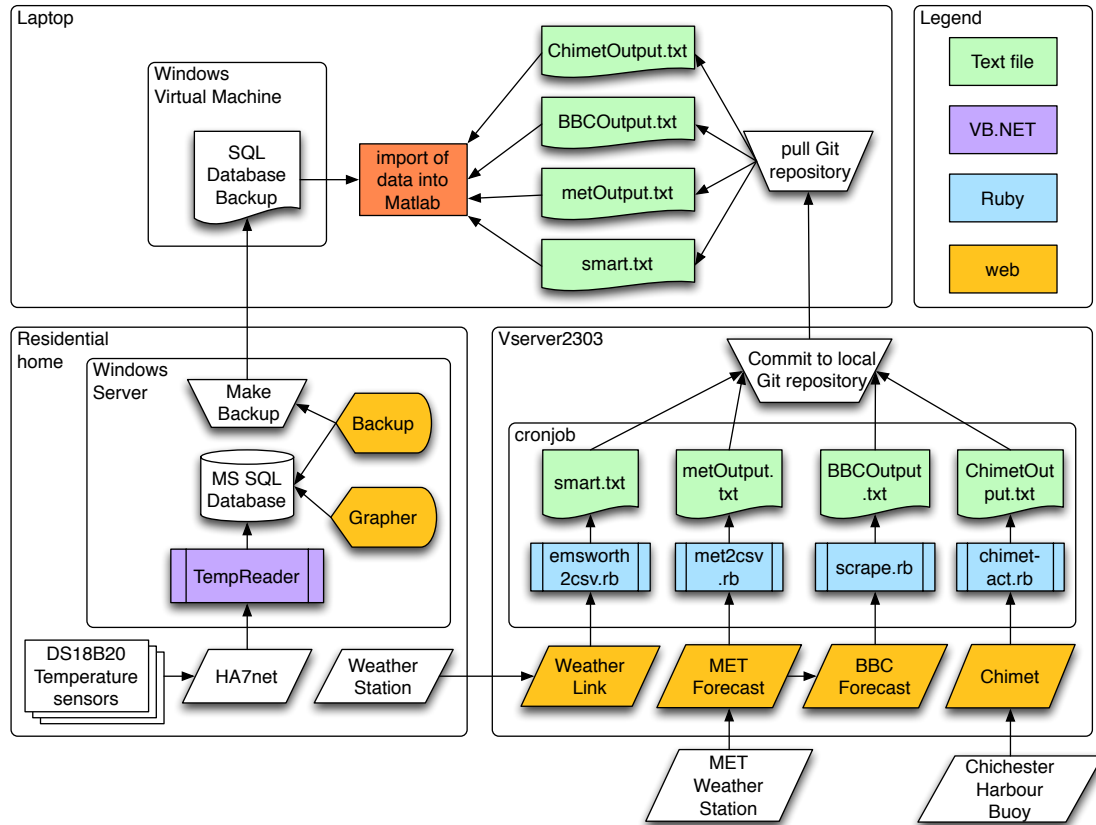 Laptop
Windows
Virtual Machine
SQL
Database
Backup
import of
data into
Matlab
ChimetOutput.txt
BBCOutput.txt
metOutput.txt
smart.txt
pull Git
repository
Legend
Text file
VB.NET
Ruby
web
Residential
home
Windows
Server
Make
Backup
Backup
MS SQL
Database
Grapher
TempReader
DS18B20
Temperature
sensors
HA7net
Weather
Station
Vserver2303
Commit to local
Git repository
cronjob
smart.txt
metOutput.
txt
BBCOutput
.txt
ChimetOut
put.txt
emsworth
2csv.rb
met2csv
.rb
scrape.rb
chimet-
act.rb
Weather
Link
MET
Forecast
BBC
Forecast
Chimet
MET
Weather
Station
Chichester
Harbour
Buoy